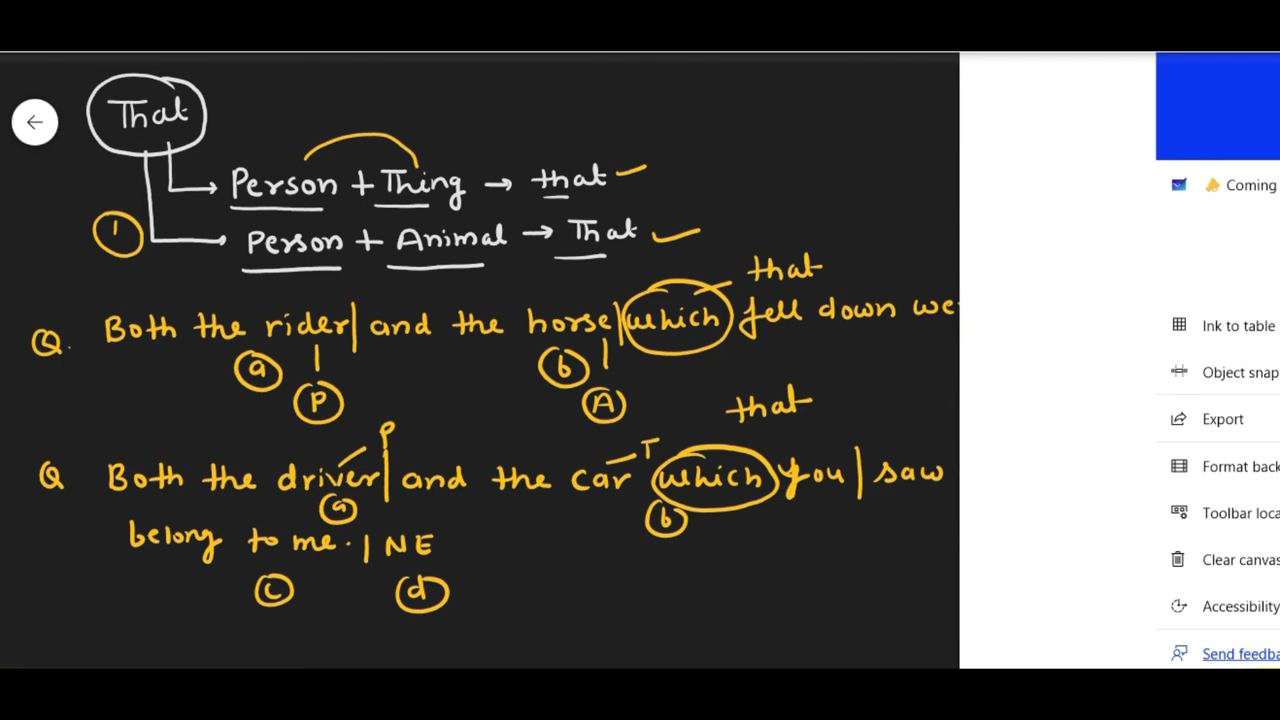 That
Person + Thing → that
1
Person + Animal → That
that
Q. Both the rider| and the horse| which fell down we
a
b
P
A
that
P
T
Q Both the driver| and the car which you| saw
a
b
belong to me. | NE
c
d
Coming
Ink to table
Object snap
Export
Format back
Toolbar loca
Clear canvas
Accessibility
Send feedba